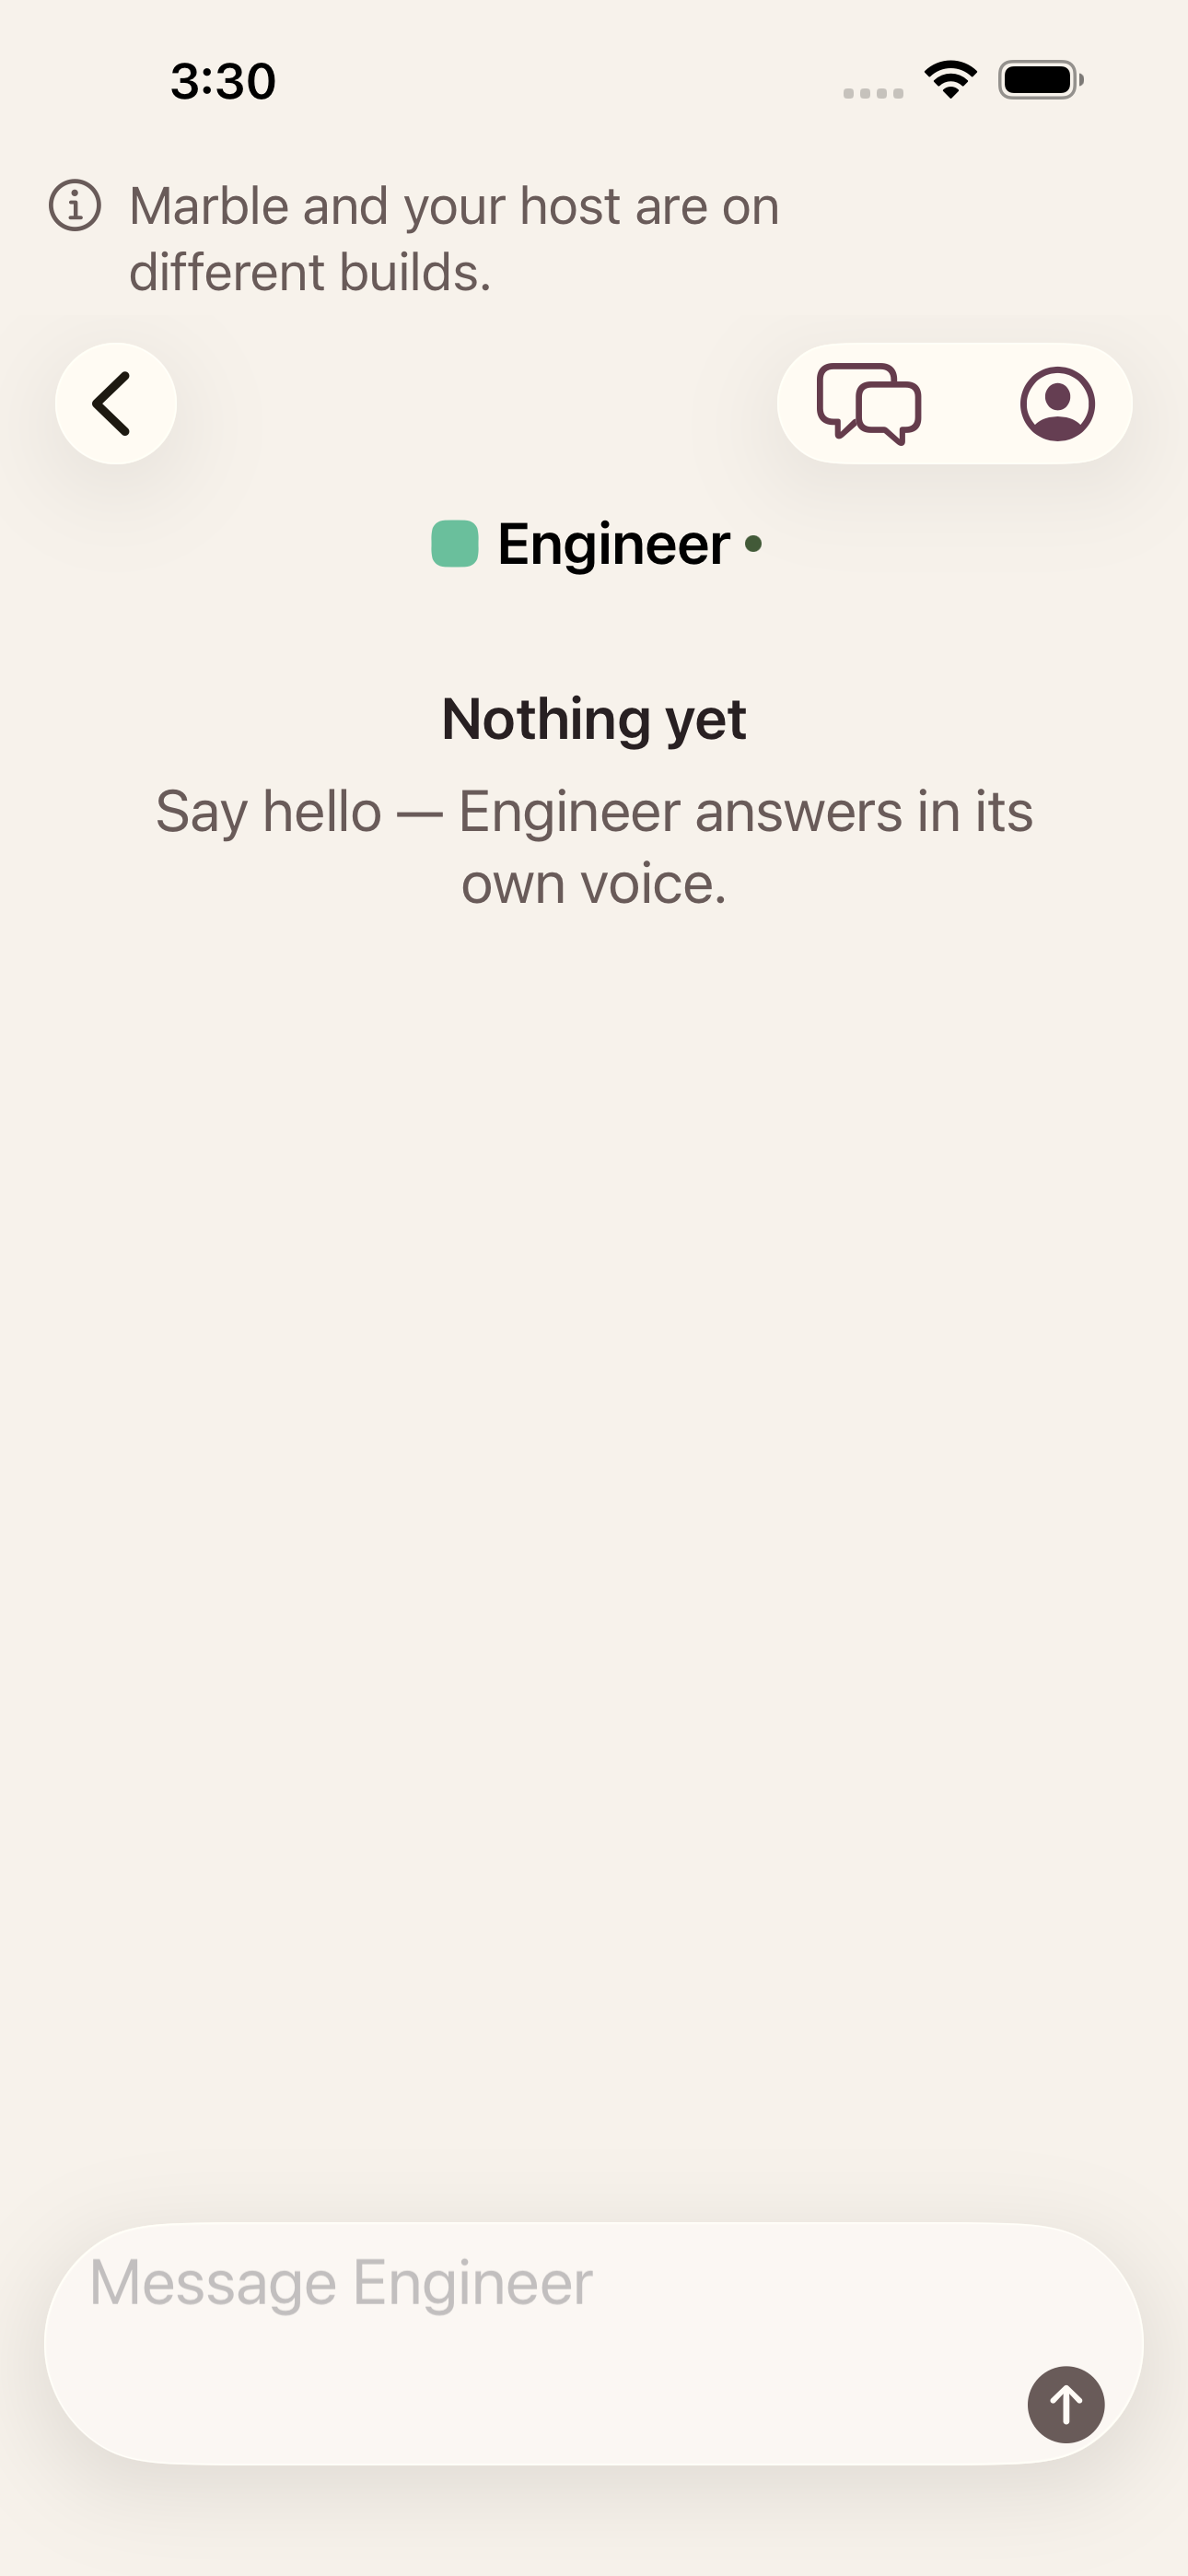 3:30
Marble and your host are on
different builds.
Engineer
Nothing yet
Say hello — Engineer answers in its
own voice.
Message Engineer